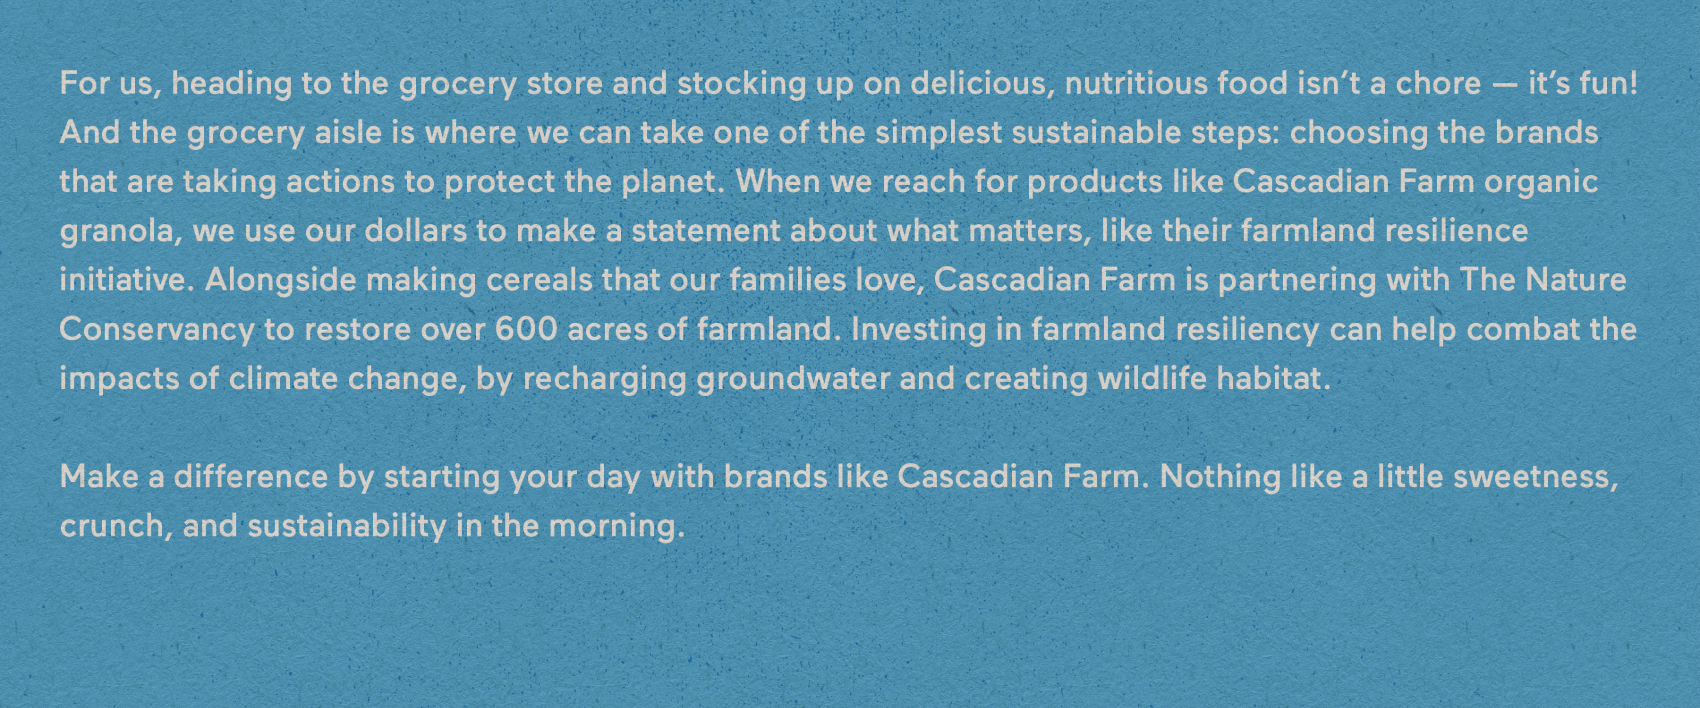 For us, heading to the grocery store and stocking up on delicious, nutritious food isn’t a chore — it’s fun!
And the grocery aisle is where we can take one of the simplest sustainable steps: choosing the brands
that are taking actions to protect the planet. When we reach for products like Cascadian Farm organic
granola, we use our dollars to make a statement about what matters, like their farmland resilience
initiative. Alongside making cereals that our families love, Cascadian Farm is partnering with The Nature
Conservancy to restore over 600 acres of farmland. Investing in farmland resiliency can help combat the
impacts of climate change, by recharging groundwater and creating wildlife habitat.
Make a difference by starting your day with brands like Cascadian Farm. Nothing like a little sweetness,
crunch, and sustainability in the morning.